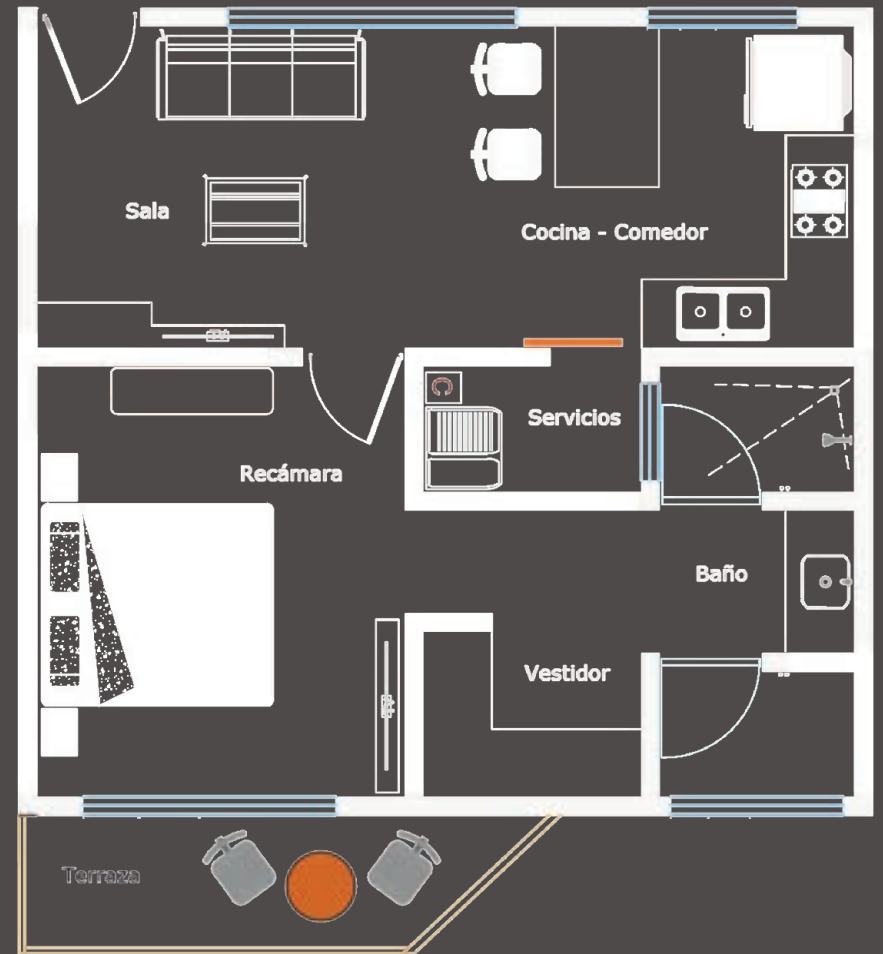 Sala
Cocina - Comedor
Servicios
Recámara
Baño
Vestidor
Terraza